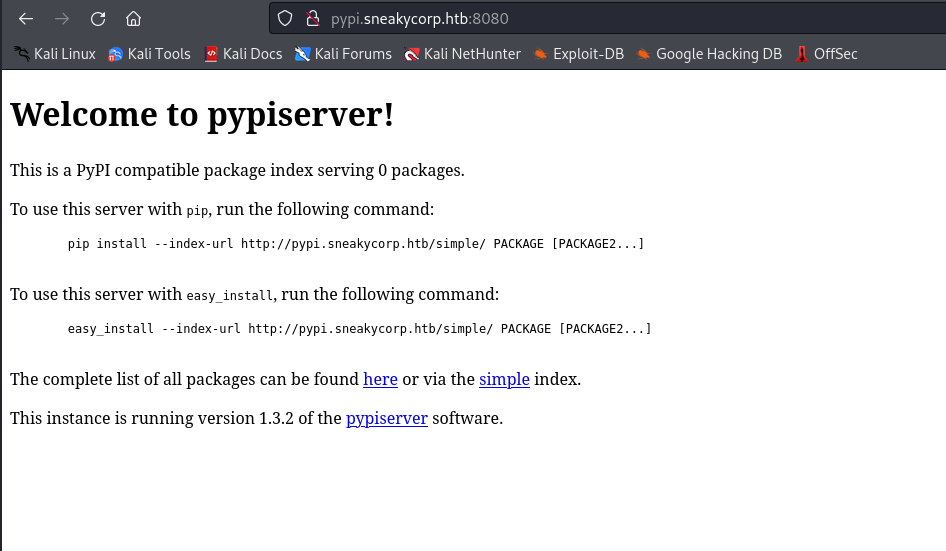 pypi.sneakycorp.htb:8080
Kali Linux Kali Tools Kali Docs Kali Forums Kali NetHunter Exploit-DB Google Hacking DB OffSec
Welcome to pypiserver!
This is a PyPI compatible package index serving 0 packages.
To use this server with pip, run the following command:
pip install --index-url http://pypi.sneakycorp.htb/simple/ PACKAGE [PACKAGE2...]
To use this server with easy_install, run the following command:
easy_install --index-url http://pypi.sneakycorp.htb/simple/ PACKAGE [PACKAGE2...]
The complete list of all packages can be found here or via the simple index.
This instance is running version 1.3.2 of the pypiserver software.